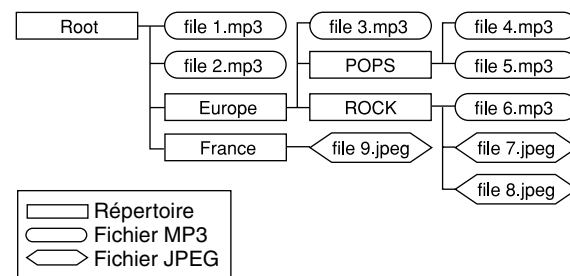 Root file 1.mp3 file 3.mp3 file 4.mp3
file 2.mp3 POPS file 5.mp3
Europe ROCK file 6.mp3
France file 9.jpeg file 7.jpeg
file 8.jpeg
Répertoire
Fichier MP3
Fichier JPEG